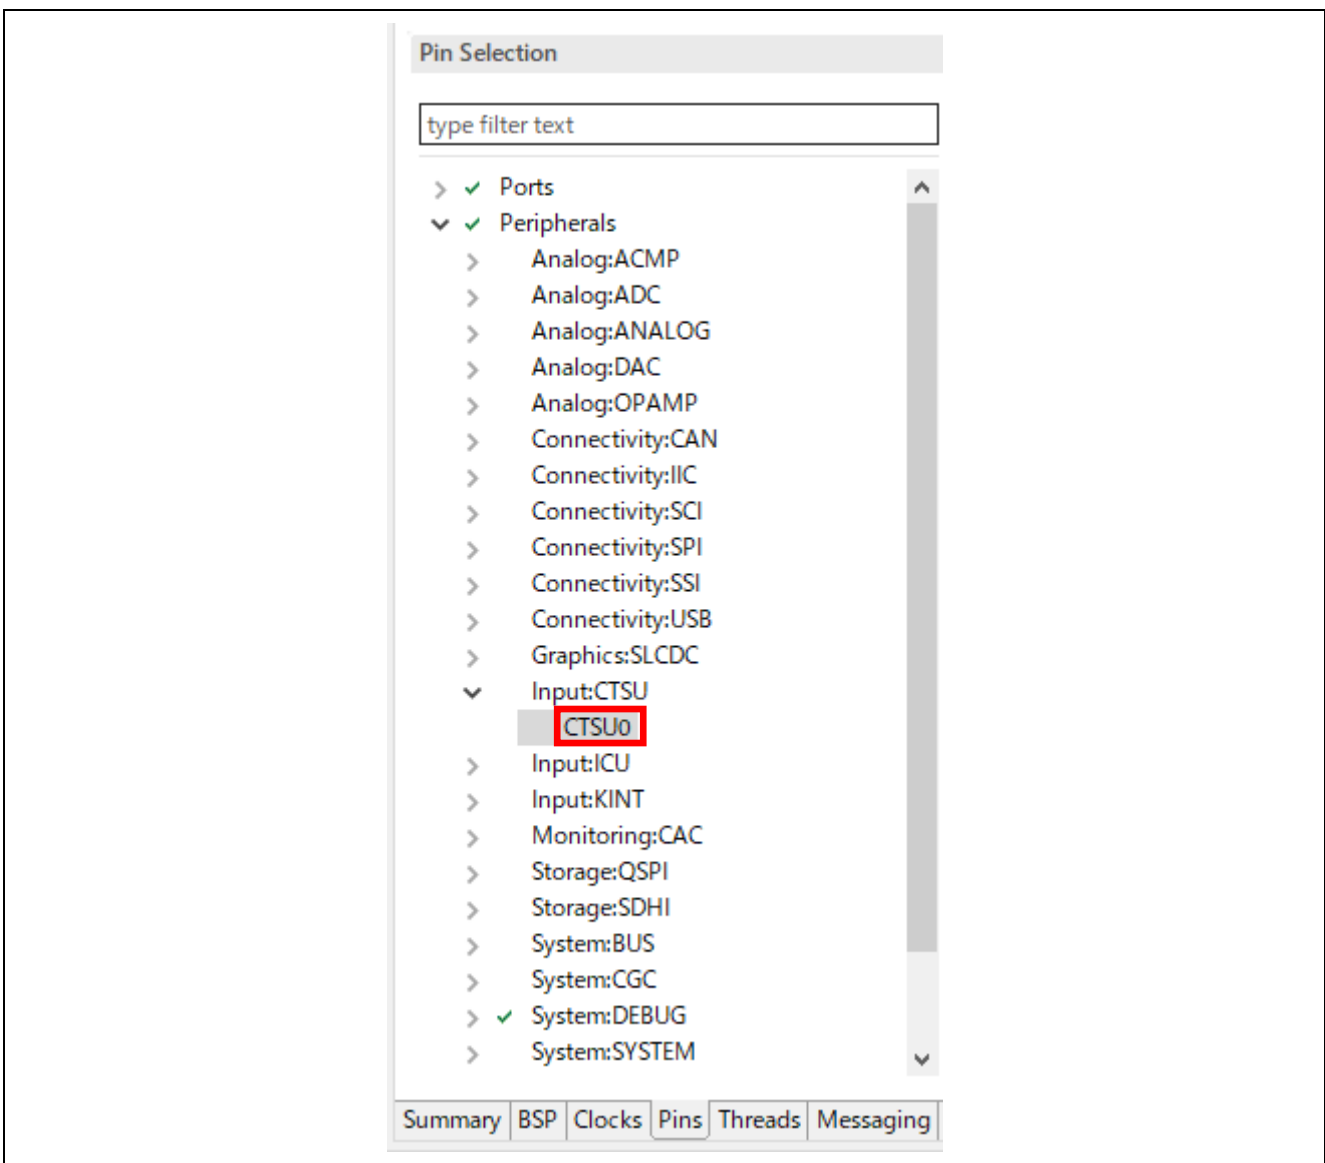 Pin Selection
type filter text
Ports
Peripherals
Analog:ACMP
Analog:ADC
Analog:ANALOG
Analog:DAC
Analog:OPAMP
Connectivity:CAN
Connectivity:IIC
Connectivity:SCI
Connectivity:SPI
Connectivity:SSI
Connectivity:USB
Graphics:SLCDC
Input:CTSU
CTSU0
Input:ICU
Input:KINT
Monitoring:CAC
Storage:QSPI
Storage:SDHI
System:BUS
System:CGC
System:DEBUG
System:SYSTEM
Summary BSP Clocks Pins Threads Messaging